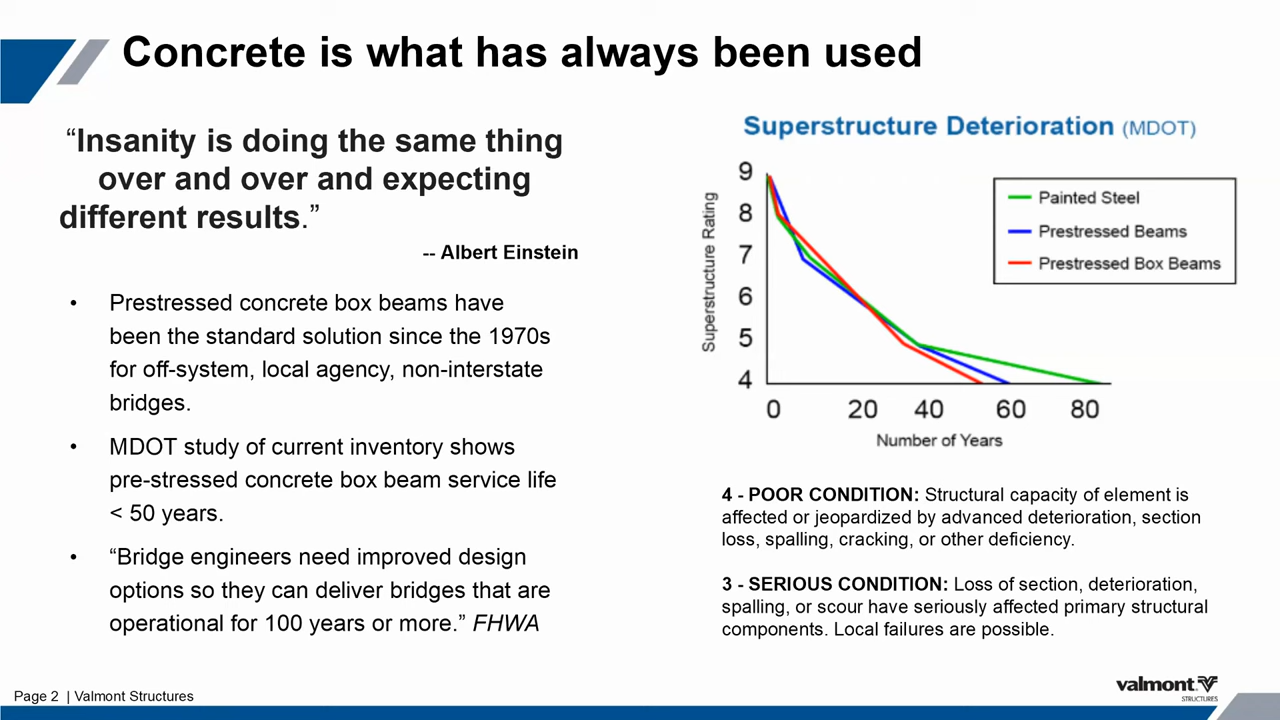 Concrete is what has always been used
“Insanity is doing the same thing
over and over and expecting
different results.”
-- Albert Einstein
• Prestressed concrete box beams have
been the standard solution since the 1970s
for off-system, local agency, non-interstate
bridges.
• MDOT study of current inventory shows
pre-stressed concrete box beam service life
< 50 years.
• “Bridge engineers need improved design
options so they can deliver bridges that are
operational for 100 years or more.” FHWA
Superstructure Deterioration (MDOT)
Superstructure Rating
9
8
7
6
5
4
0 20 40 60 80
Number of Years
Painted Steel
Prestressed Beams
Prestressed Box Beams
4 - POOR CONDITION: Structural capacity of element is
affected or jeopardized by advanced deterioration, section
loss, spalling, cracking, or other deficiency.
3 - SERIOUS CONDITION: Loss of section, deterioration,
spalling, or scour have seriously affected primary structural
components. Local failures are possible.
Page 2 | Valmont Structures
valmont
STRUCTURES